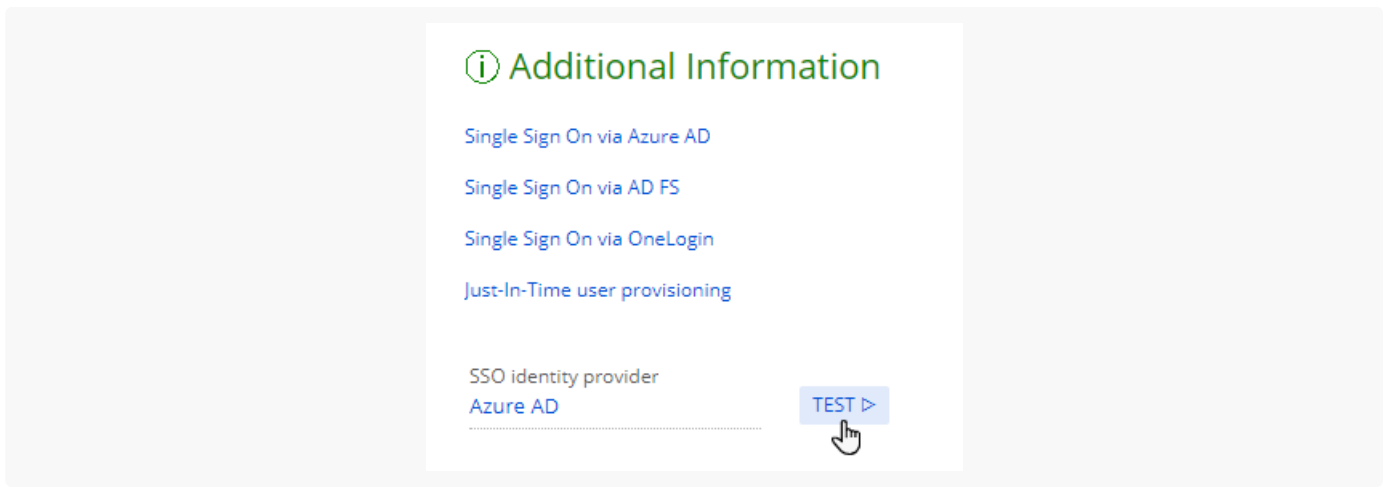 Additional Information
Single Sign On via Azure AD
Single Sign On via AD FS
Single Sign On via OneLogin
Just-In-Time user provisioning
SSO identity provider
Azure AD
TEST